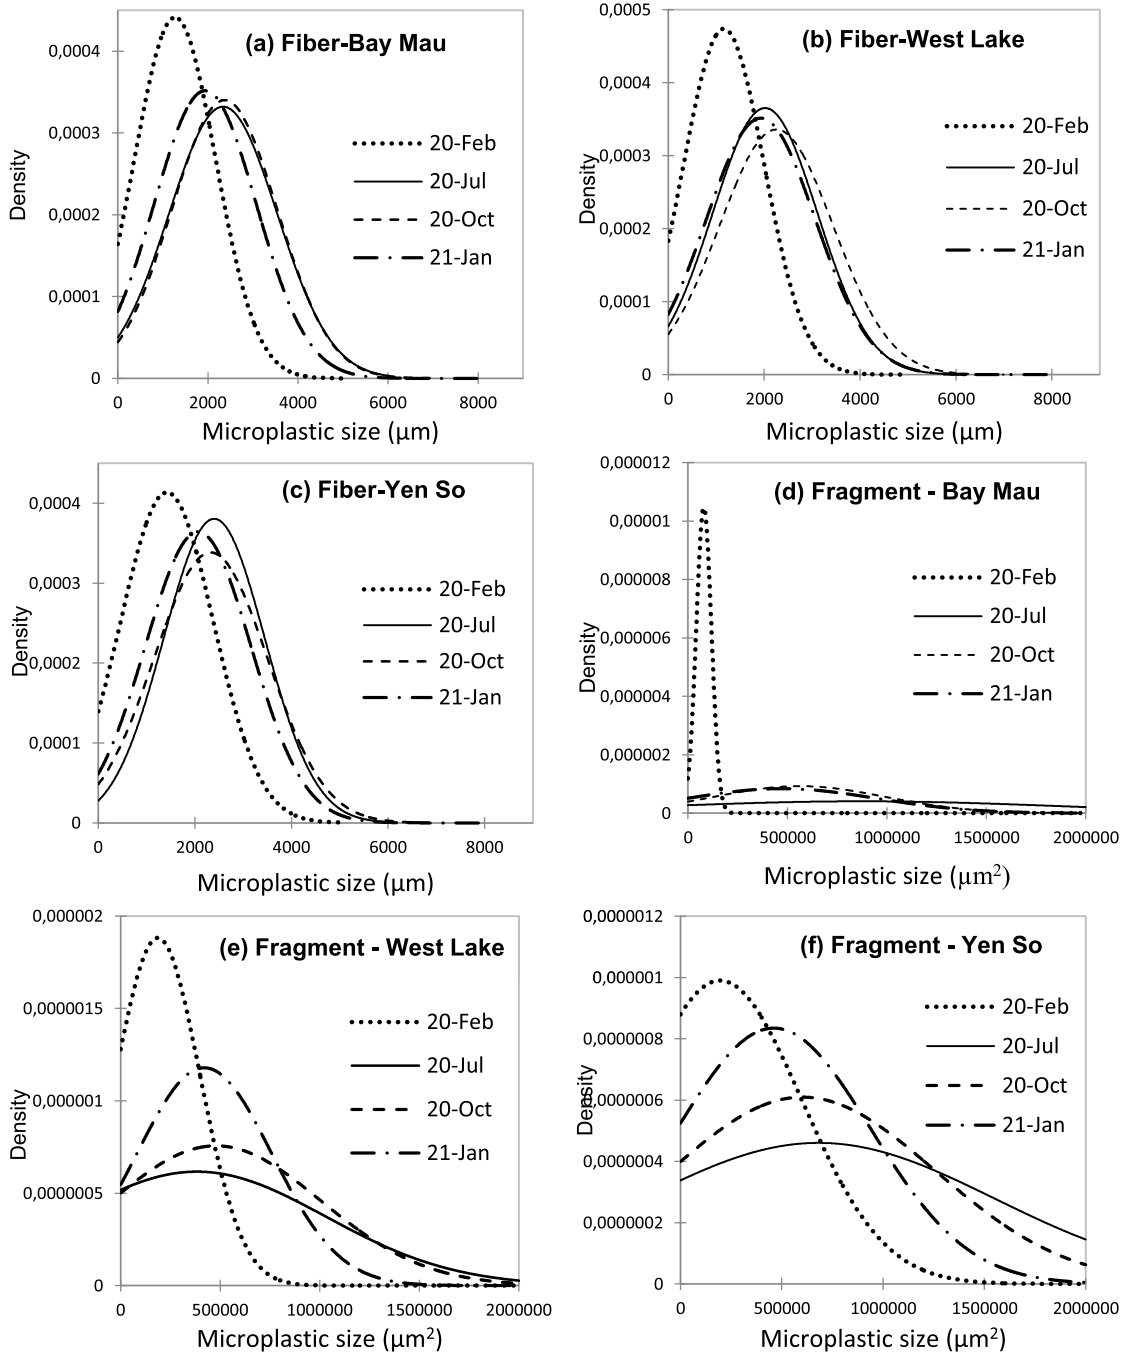 (a) Fiber-Bay Mau
Density
0,0004
0,0003
0,0002
0,0001
0
20-Feb
20-Jul
20-Oct
21-Jan
0 2000 4000 6000 8000
Microplastic size (µm)
(b) Fiber-West Lake
Density
0,0005
0,0004
0,0003
0,0002
0,0001
0
20-Feb
20-Jul
20-Oct
21-Jan
0 2000 4000 6000 8000
Microplastic size (µm)
(c) Fiber-Yen So
Density
0,0004
0,0003
0,0002
0,0001
0
20-Feb
20-Jul
20-Oct
21-Jan
0 2000 4000 6000 8000
Microplastic size (µm)
(d) Fragment - Bay Mau
Density
0,000012
0,00001
0,000008
0,000006
0,000004
0,000002
0
20-Feb
20-Jul
20-Oct
21-Jan
0 500000 1000000 1500000 2000000
Microplastic size (µm²)
(e) Fragment - West Lake
Density
0,000002
0,0000015
0,000001
0,0000005
0
20-Feb
20-Jul
20-Oct
21-Jan
0 500000 1000000 1500000 2000000
Microplastic size (µm²)
(f) Fragment - Yen So
Density
0,0000012
0,000001
0,0000008
0,0000006
0,0000004
0,0000002
0
20-Feb
20-Jul
20-Oct
21-Jan
0 500000 1000000 1500000 2000000
Microplastic size (µm²)